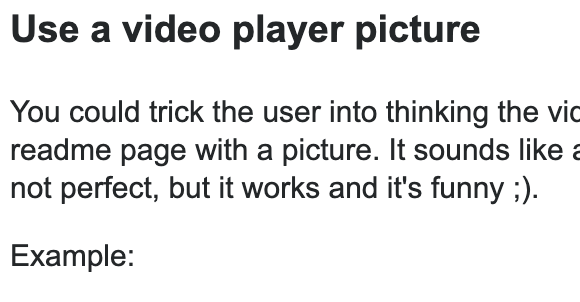 Use a video player picture
You could trick the user into thinking the
readme page with a picture. It sounds like
not perfect, but it works and it's funny ;).
Example: